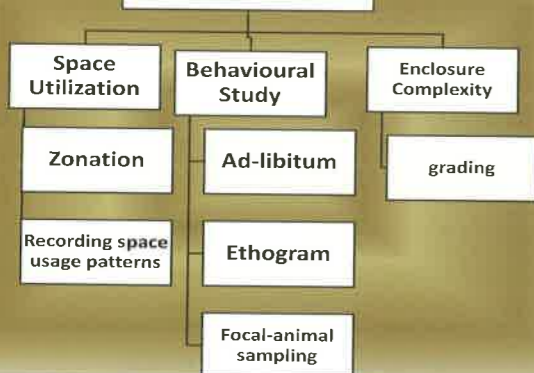 Space
Utilization
Zonation
Recording space
usage patterns
Behavioural
Study
Ad-libitum
Ethogram
Focal-animal
sampling
Enclosure
Complexity
grading